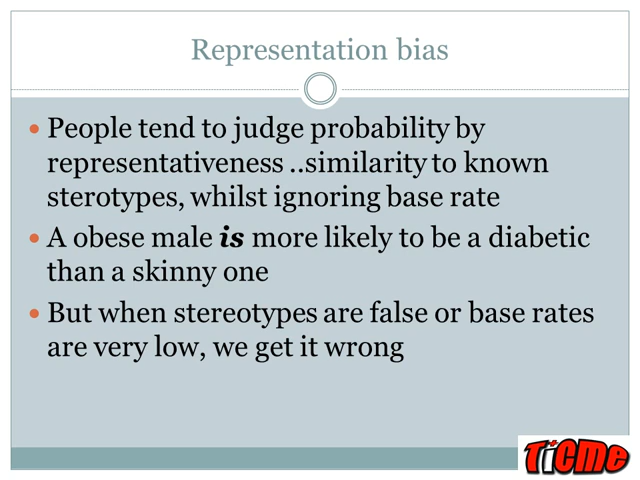 Representation bias
• People tend to judge probability by
representativeness ..similarity to known
sterotypes, whilst ignoring base rate
• A obese male is more likely to be a diabetic
than a skinny one
• But when stereotypes are false or base rates
are very low, we get it wrong
TiCMe